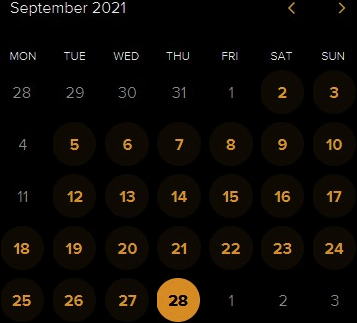 September 2021
MON TUE WED THU FRI SAT SUN
28 29 30 31 1 2 3
4 5 6 7 8 9 10
11 12 13 14 15 16 17
18 19 20 21 22 23 24
25 26 27 28 1 2 3